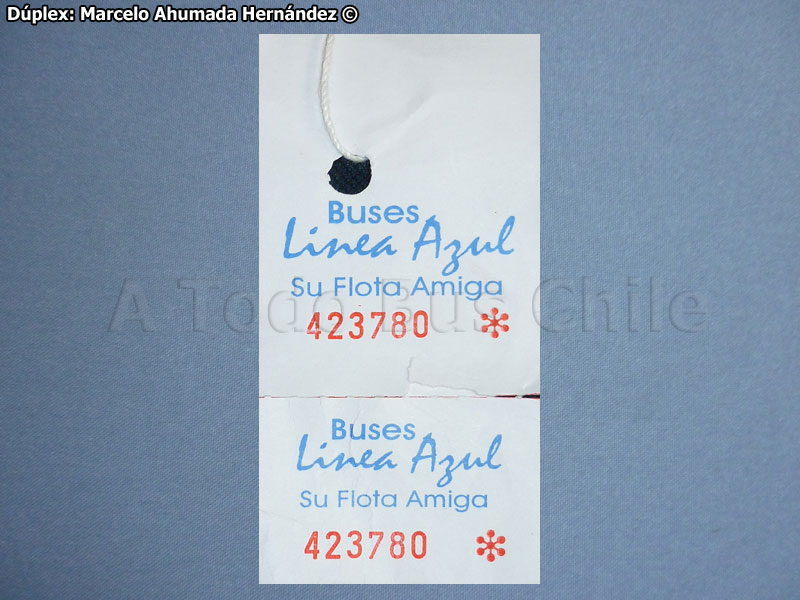 Dúplex: Marcelo Ahumada Hernández ©
Buses
Linea Azul
Su Flota Amiga
A Todo Bus Chile
423780 *
Buses
Linea Azul
Su Flota Amiga
423780 *